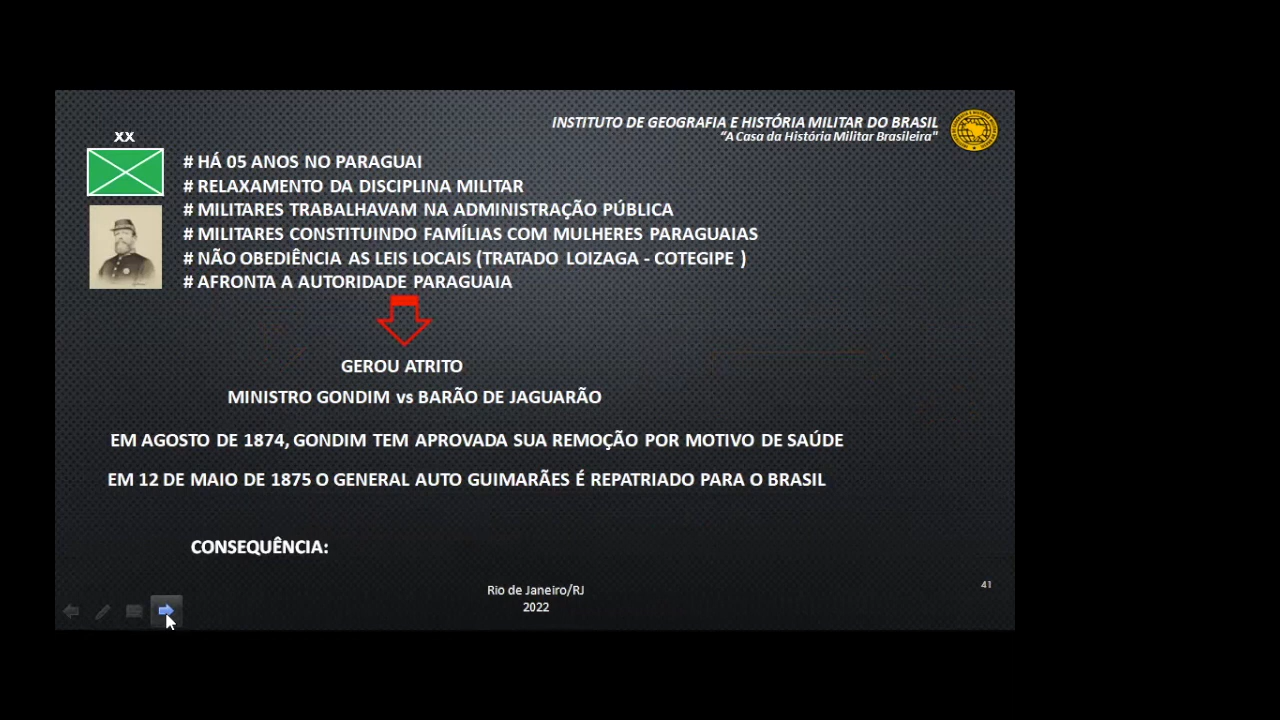 INSTITUTO DE GEOGRAFIA E HISTÓRIA MILITAR DO BRASIL
"A Casa da História Militar Brasileira"
XX
# HÁ 05 ANOS NO PARAGUAI
# RELAXAMENTO DA DISCIPLINA MILITAR
# MILITARES TRABALHAVAM NA ADMINISTRAÇÃO PÚBLICA
# MILITARES CONSTITUINDO FAMÍLIAS COM MULHERES PARAGUAIAS
# NÃO OBEDIÊNCIA AS LEIS LOCAIS (TRATADO LOIZAGA - COTEGIPE )
# AFRONTA A AUTORIDADE PARAGUAIA
GEROU ATRITO
MINISTRO GONDIM vs BARÃO DE JAGUARÃO
EM AGOSTO DE 1874, GONDIM TEM APROVADA SUA REMOÇÃO POR MOTIVO DE SAÚDE
EM 12 DE MAIO DE 1875 O GENERAL AUTO GUIMARÃES É REPATRIADO PARA O BRASIL
CONSEQUÊNCIA:
Rio de Janeiro/RJ
2022
41